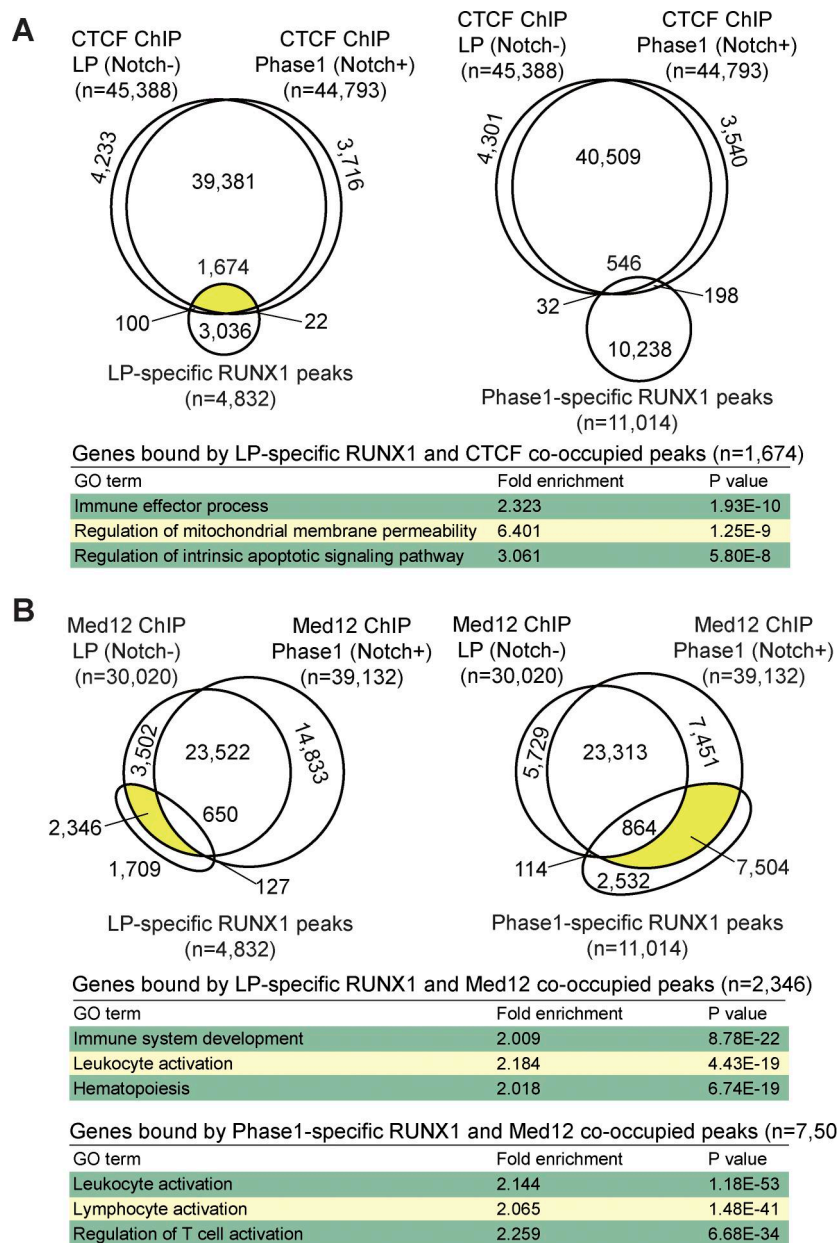 A
CTCF ChIP
LP (Notch-)
(n=45,388)
CTCF ChIP
Phase1 (Notch+)
(n=44,793)
4,233
39,381
3,716
1,674
100
22
3,036
LP-specific RUNX1 peaks
(n=4,832)
CTCF ChIP
LP (Notch-)
(n=45,388)
CTCF ChIP
Phase1 (Notch+)
(n=44,793)
4,301
40,509
3,540
546
32
198
10,238
Phase1-specific RUNX1 peaks
(n=11,014)
Genes bound by LP-specific RUNX1 and CTCF co-occupied peaks (n=1,674)
GO term Fold enrichment P value
Immune effector process 2.323 1.93E-10
Regulation of mitochondrial membrane permeability 6.401 1.25E-9
Regulation of intrinsic apoptotic signaling pathway 3.061 5.80E-8
B
Med12 ChIP
LP (Notch-)
(n=30,020)
Med12 ChIP
Phase1 (Notch+)
(n=39,132)
3,502
23,522
14,833
650
2,346
1,709
127
LP-specific RUNX1 peaks
(n=4,832)
Med12 ChIP
LP (Notch-)
(n=30,020)
Med12 ChIP
Phase1 (Notch+)
(n=39,132)
5,729
23,313
7,451
864
114
7,504
2,532
Phase1-specific RUNX1 peaks
(n=11,014)
Genes bound by LP-specific RUNX1 and Med12 co-occupied peaks (n=2,346)
GO term Fold enrichment P value
Immune system development 2.009 8.78E-22
Leukocyte activation 2.184 4.43E-19
Hematopoiesis 2.018 6.74E-19
Genes bound by Phase1-specific RUNX1 and Med12 co-occupied peaks (n=7,50
GO term Fold enrichment P value
Leukocyte activation 2.144 1.18E-53
Lymphocyte activation 2.065 1.48E-41
Regulation of T cell activation 2.259 6.68E-34